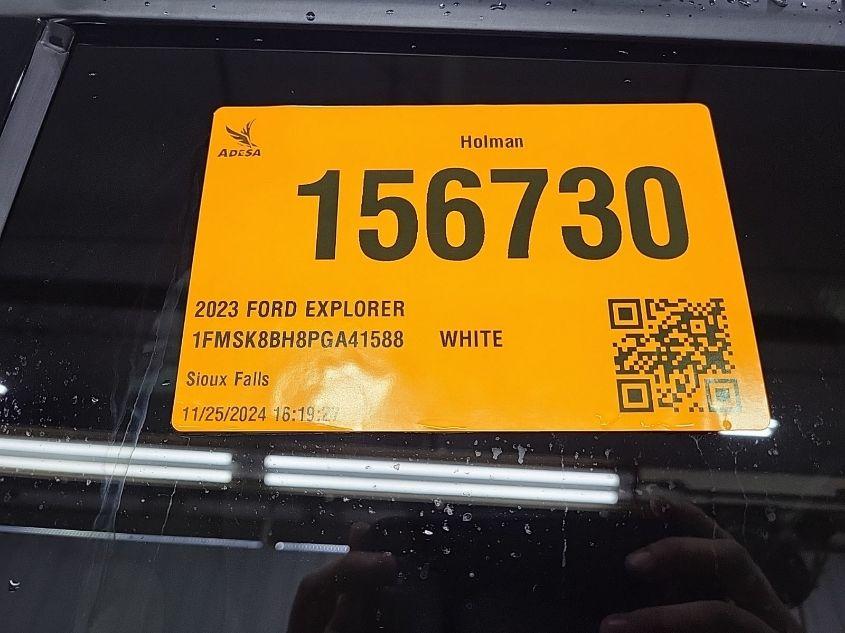 ADESA
Holman
156730
2023 FORD EXPLORER
1FMSK8BH8PGA41588 WHITE
Sioux Falls
11/25/2024 16:19:27